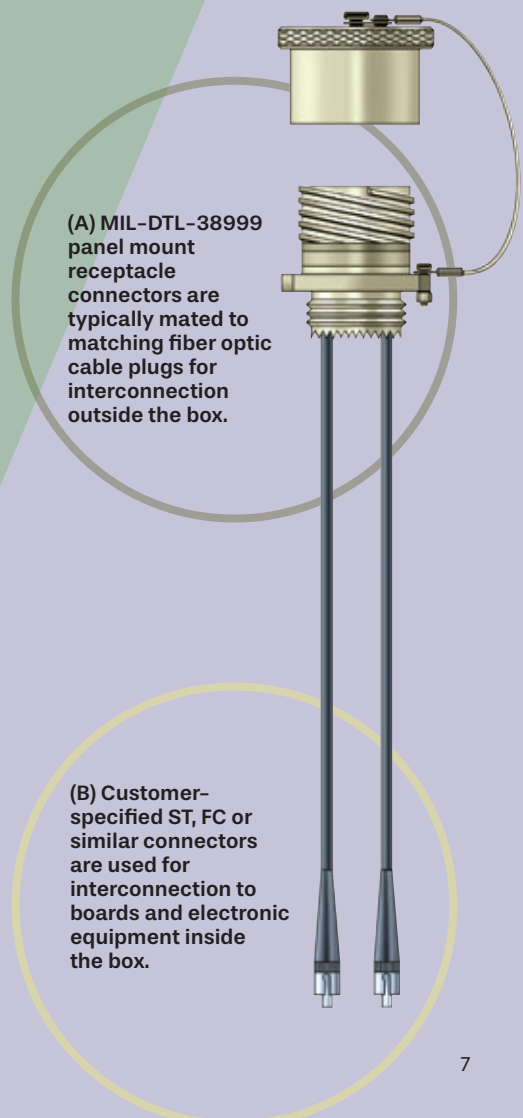 (A) MIL-DTL-38999
panel mount
receptacle
connectors are
typically mated to
matching fiber optic
cable plugs for
interconnection
outside the box.
(B) Customer-
specified ST, FC or
similar connectors
are used for
interconnection to
boards and electronic
equipment inside
the box.
7